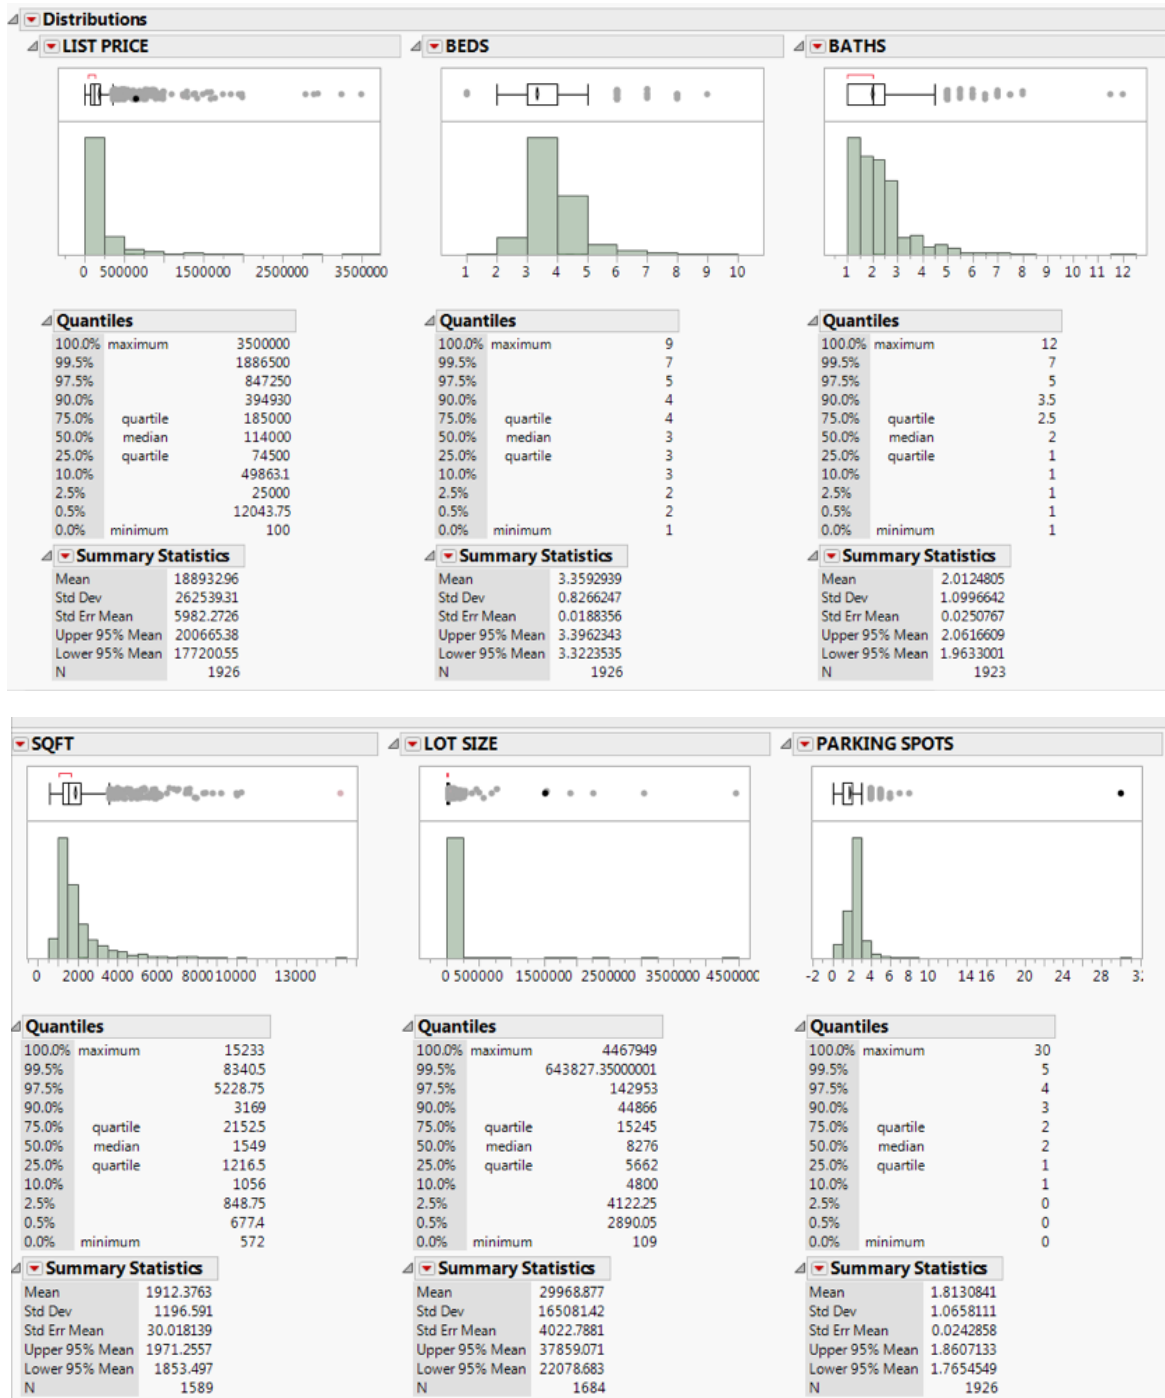 Distributions
LIST PRICE BEDS BATHS
0 500000 1500000 2500000 3500000 1 2 3 4 5 6 7 8 9 10 1 2 3 4 5 6 7 8 9 10 11 12
Quantiles Quantiles Quantiles
100.0% maximum 3500000 100.0% maximum 9 100.0% maximum 12
99.5% 1886500 99.5% 7 99.5% 7
97.5% 847250 97.5% 5 97.5% 5
90.0% 394930 90.0% 4 90.0% 3.5
75.0% quartile 185000 75.0% quartile 4 75.0% quartile 2.5
50.0% median 114000 50.0% median 3 50.0% median 2
25.0% quartile 74500 25.0% quartile 3 25.0% quartile 1
10.0% 49863.1 10.0% 3 10.0% 1
2.5% 25000 2.5% 2 2.5% 1
0.5% 12043.75 0.5% 2 0.5% 1
0.0% minimum 100 0.0% minimum 1 0.0% minimum 1
Summary Statistics Summary Statistics Summary Statistics
Mean 188932.96 Mean 3.3592939 Mean 2.0124805
Std Dev 262539.31 Std Dev 0.8266247 Std Dev 1.0996642
Std Err Mean 5982.2726 Std Err Mean 0.0188356 Std Err Mean 0.0250767
Upper 95% Mean 200665.38 Upper 95% Mean 3.3962343 Upper 95% Mean 2.0616609
Lower 95% Mean 177200.55 Lower 95% Mean 3.3223535 Lower 95% Mean 1.9633001
N 1926 N 1926 N 1923
SQFT LOT SIZE PARKING SPOTS
0 2000 4000 6000 8000 10000 13000 0 500000 1500000 2500000 3500000 4500000 -2 0 2 4 6 8 10 14 16 20 24 28
Quantiles Quantiles Quantiles
100.0% maximum 15233 100.0% maximum 4467949 100.0% maximum 30
99.5% 8340.5 99.5% 643827.35000001 99.5% 5
97.5% 5228.75 97.5% 142953 97.5% 4
90.0% 3169 90.0% 44866 90.0% 3
75.0% quartile 2152.5 75.0% quartile 15245 75.0% quartile 2
50.0% median 1549 50.0% median 8276 50.0% median 2
25.0% quartile 1216.5 25.0% quartile 5662 25.0% quartile 1
10.0% 1056 10.0% 4800 10.0% 1
2.5% 848.75 2.5% 4122.25 2.5% 0
0.5% 677.4 0.5% 2890.05 0.5% 0
0.0% minimum 572 0.0% minimum 109 0.0% minimum 0
Summary Statistics Summary Statistics Summary Statistics
Mean 1912.3763 Mean 29968.877 Mean 1.8130841
Std Dev 1196.591 Std Dev 165081.42 Std Dev 1.0658111
Std Err Mean 30.018139 Std Err Mean 4022.7881 Std Err Mean 0.0242858
Upper 95% Mean 1971.2557 Upper 95% Mean 37859.071 Upper 95% Mean 1.8607133
Lower 95% Mean 1853.497 Lower 95% Mean 22078.683 Lower 95% Mean 1.7654549
N 1589 N 1684 N 1926